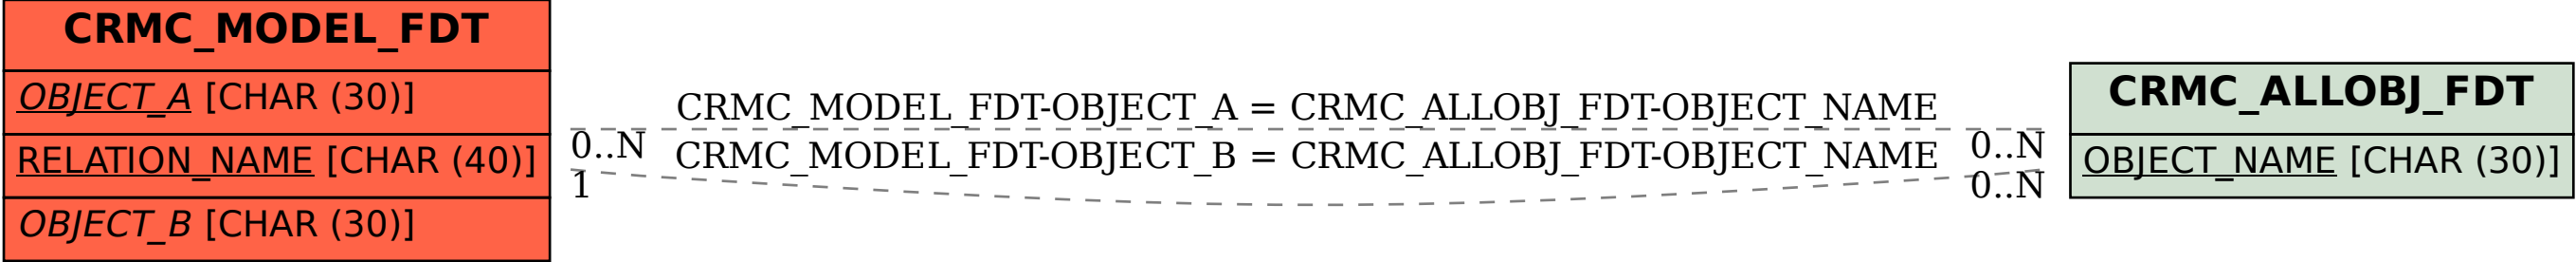 CRMC_MODEL_FDT
OBJECT_A [CHAR (30)]
RELATION_NAME [CHAR (40)]
OBJECT_B [CHAR (30)]
CRMC_MODEL_FDT-OBJECT_A = CRMC_ALLOBJ_FDT-OBJECT_NAME
0..N
0..N
CRMC_MODEL_FDT-OBJECT_B = CRMC_ALLOBJ_FDT-OBJECT_NAME
1
0..N
CRMC_ALLOBJ_FDT
OBJECT_NAME [CHAR (30)]